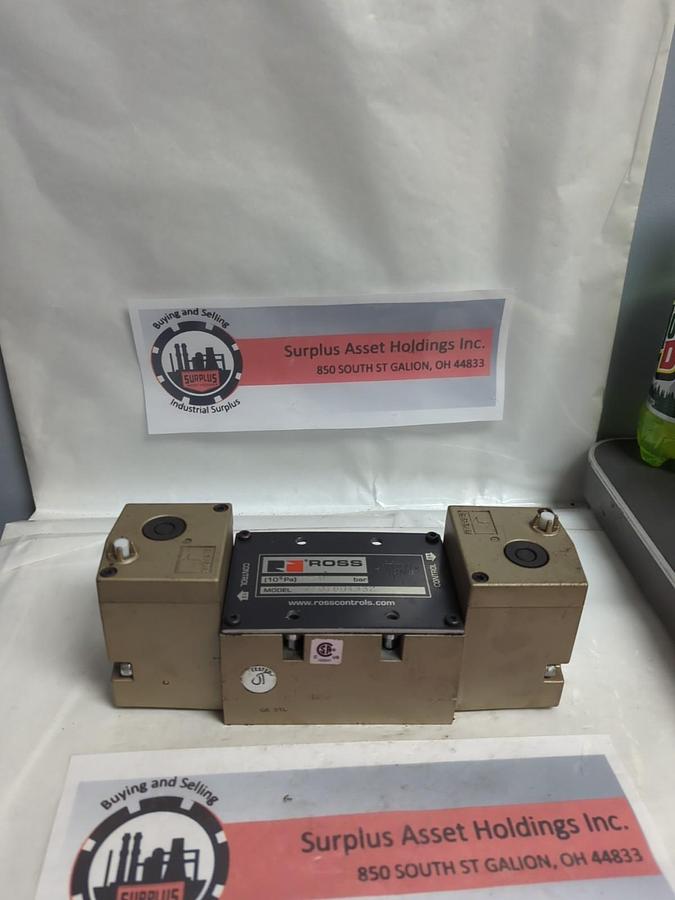 Buying and Selling
SURPLUS
Industrial Surplus
Surplus Asset Holdings Inc.
850 SOUTH ST GALION, OH 44833
ROSS
(10⁵Pa)
bar
MODEL
www.rosscontrols.com
CONTROL
CONTROL
TESTED
Buying and Selling
SURPLUS
Surplus Asset Holdings Inc.
850 SOUTH ST GALION, OH 44833